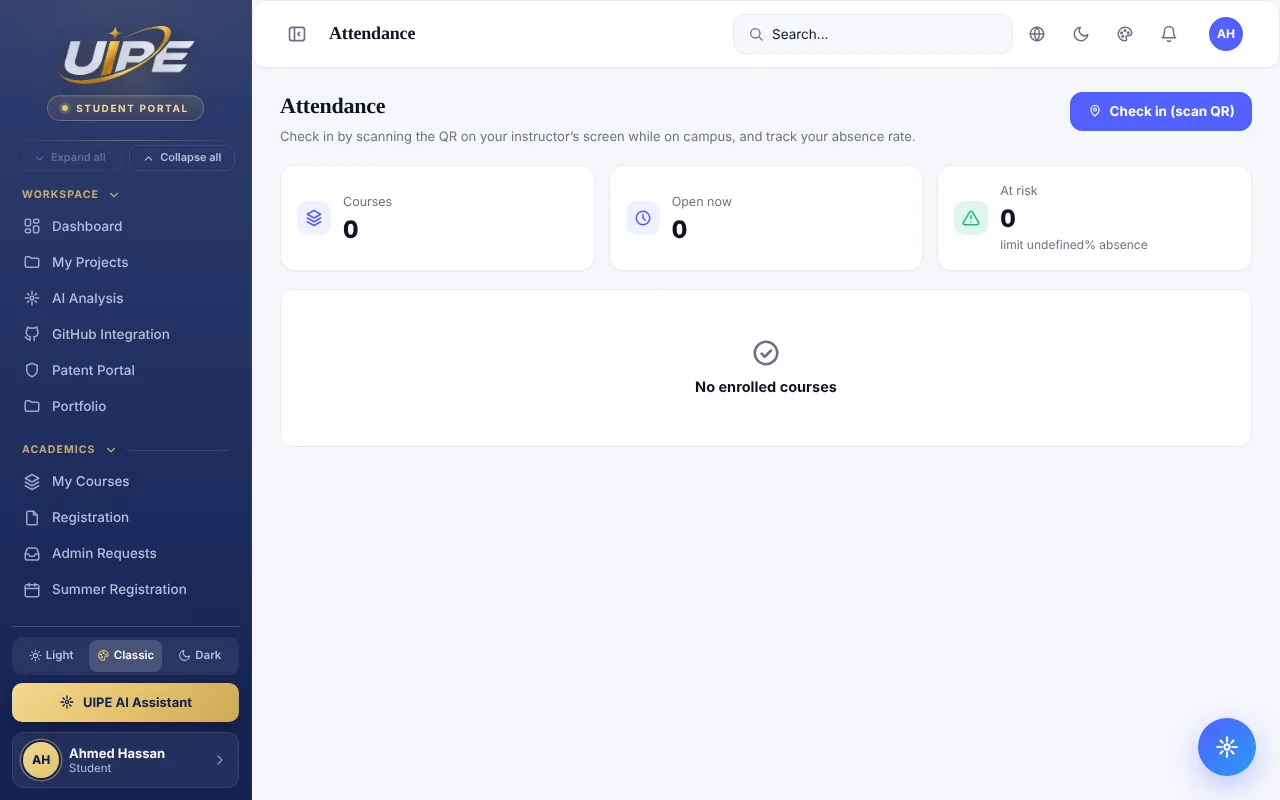 UIPE
STUDENT PORTAL
Expand all
Collapse all
WORKSPACE
Dashboard
My Projects
AI Analysis
GitHub Integration
Patent Portal
Portfolio
ACADEMICS
My Courses
Registration
Admin Requests
Summer Registration
Light
Classic
Dark
UIPE AI Assistant
AH
Ahmed Hassan
Student
Attendance
Search...
AH
Attendance
Check in by scanning the QR on your instructor's screen while on campus, and track your absence rate.
Check in (scan QR)
Courses
0
Open now
0
At risk
0
limit undefined% absence
No enrolled courses